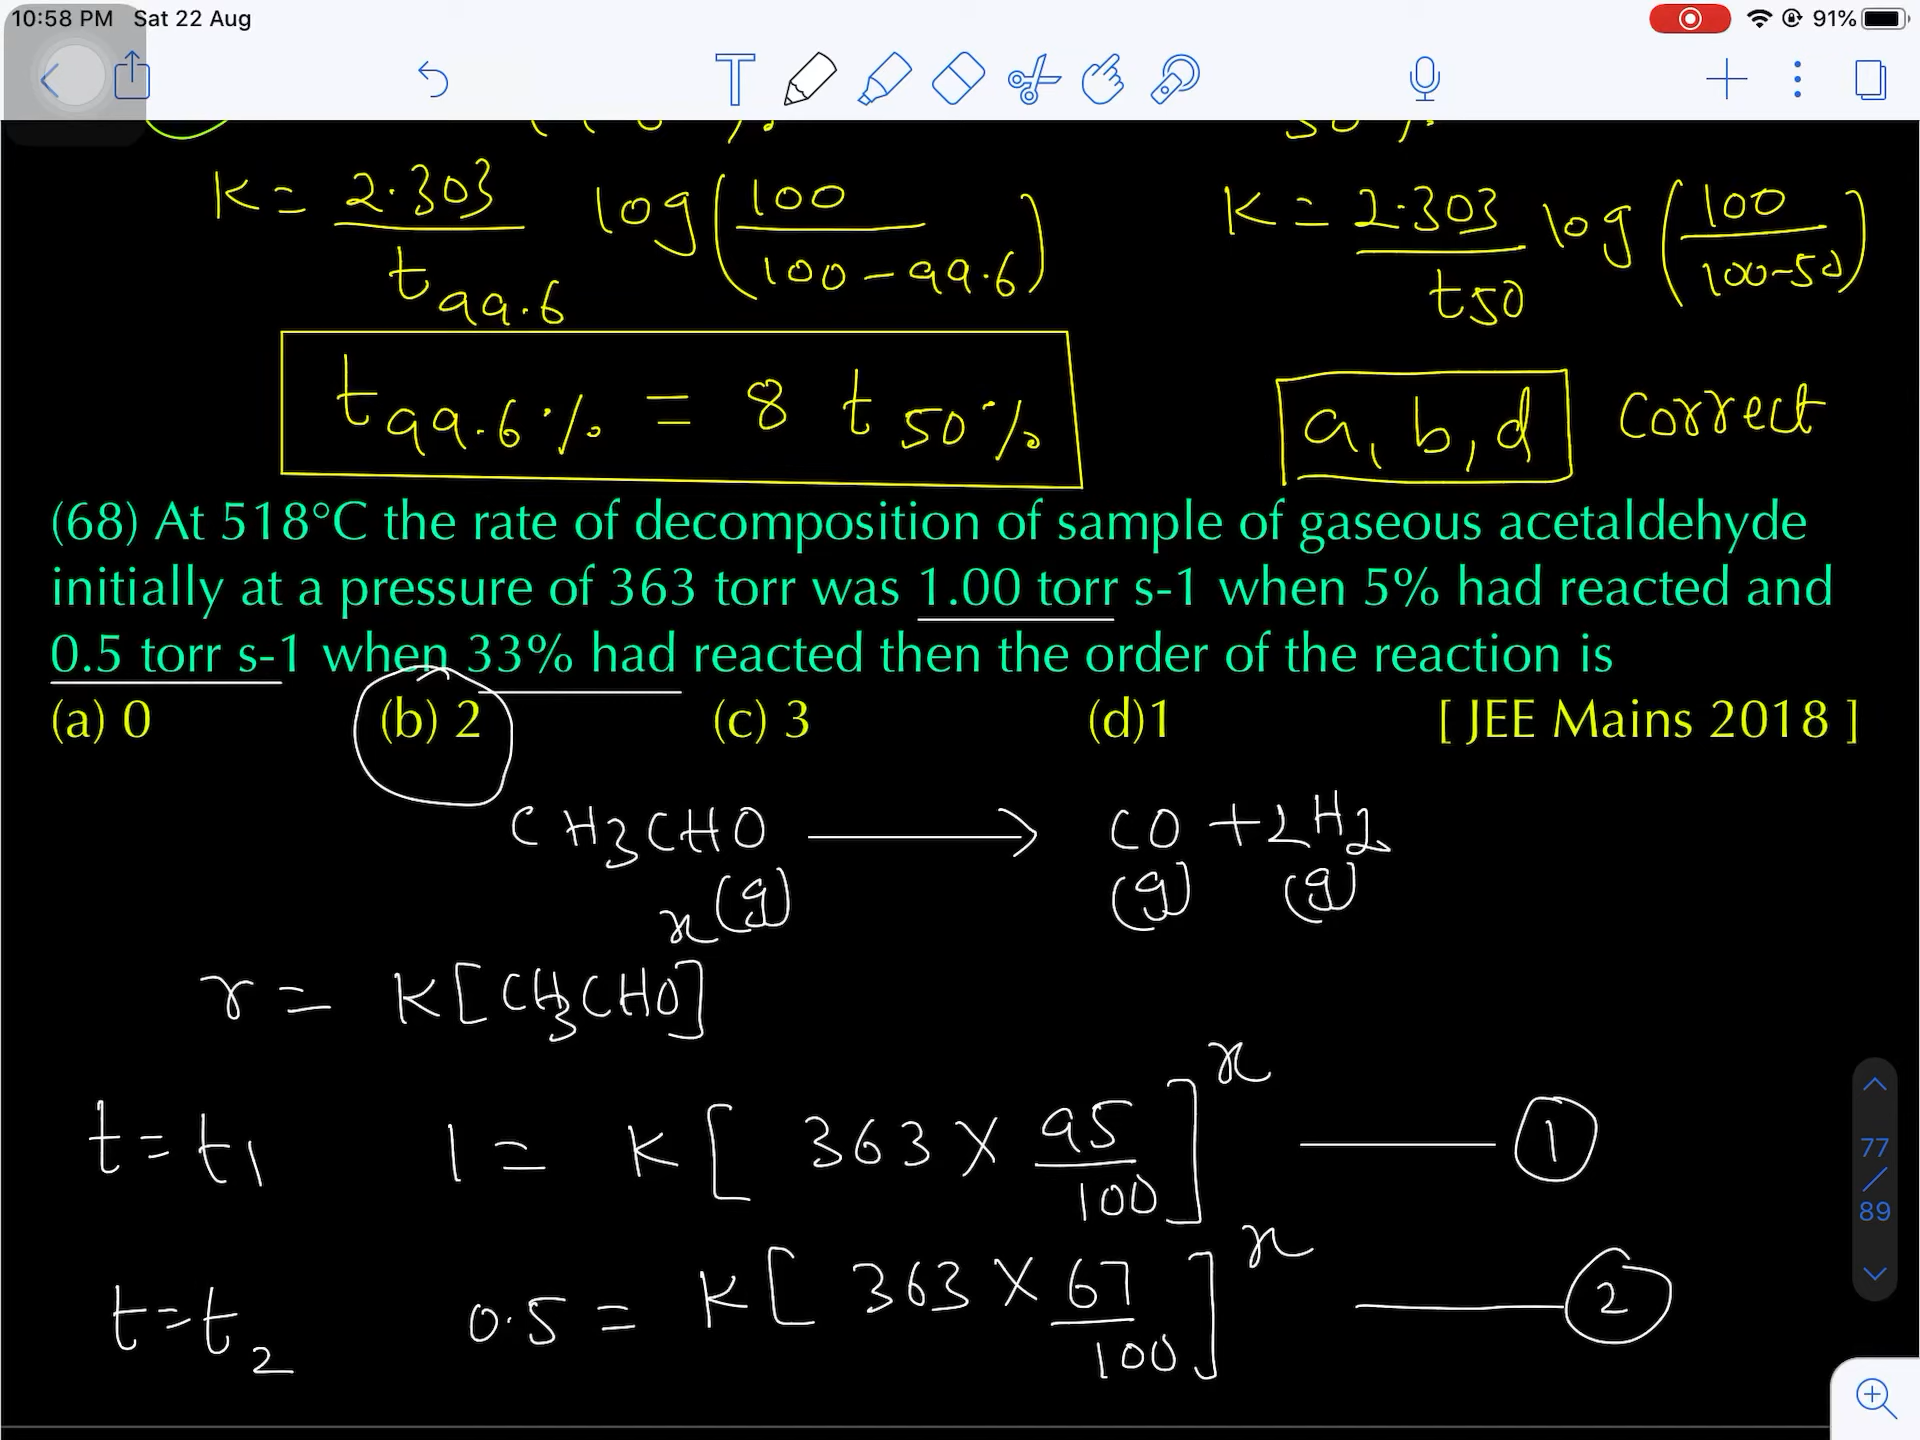 10:58 PM Sat 22 Aug 91%
K = 2.303 / t99.6 log(100 / 100 - 99.6) K = 2.303 / t50 log(100 / 100-50)
t99.6% = 8 t50% a, b, d correct
(68) At 518°C the rate of decomposition of sample of gaseous acetaldehyde
initially at a pressure of 363 torr was 1.00 torr s-1 when 5% had reacted and
0.5 torr s-1 when 33% had reacted then the order of the reaction is
(a) 0 (b) 2 (c) 3 (d)1 [ JEE Mains 2018 ]
CH3CHO (g) ⟶ CO (g) + 2H2 (g)
r = K[CH3CHO]^x
t=t1 1 = K[363 × 95/100]^x — 1
t=t2 0.5 = K[363 × 67/100]^x — 2
77
/
89